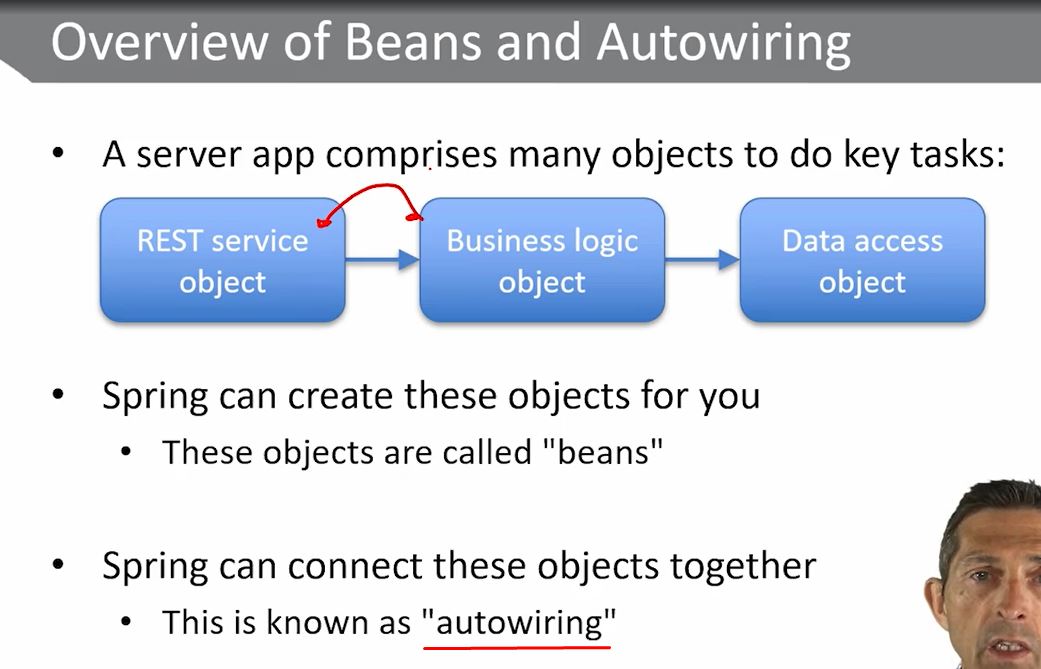 Overview of Beans and Autowiring
• A server app comprises many objects to do key tasks:
REST service
object
Business logic
object
Data access
object
• Spring can create these objects for you
• These objects are called "beans"
• Spring can connect these objects together
• This is known as "autowiring"